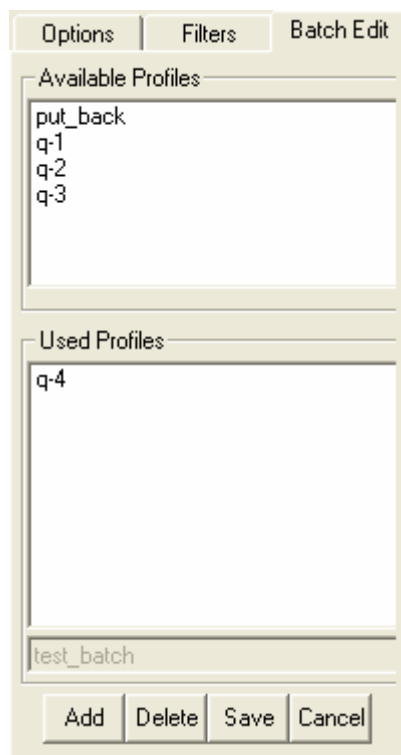 Options Filters Batch Edit
Available Profiles
put_back
q-1
q-2
q-3
Used Profiles
q-4
test_batch
Add Delete Save Cancel